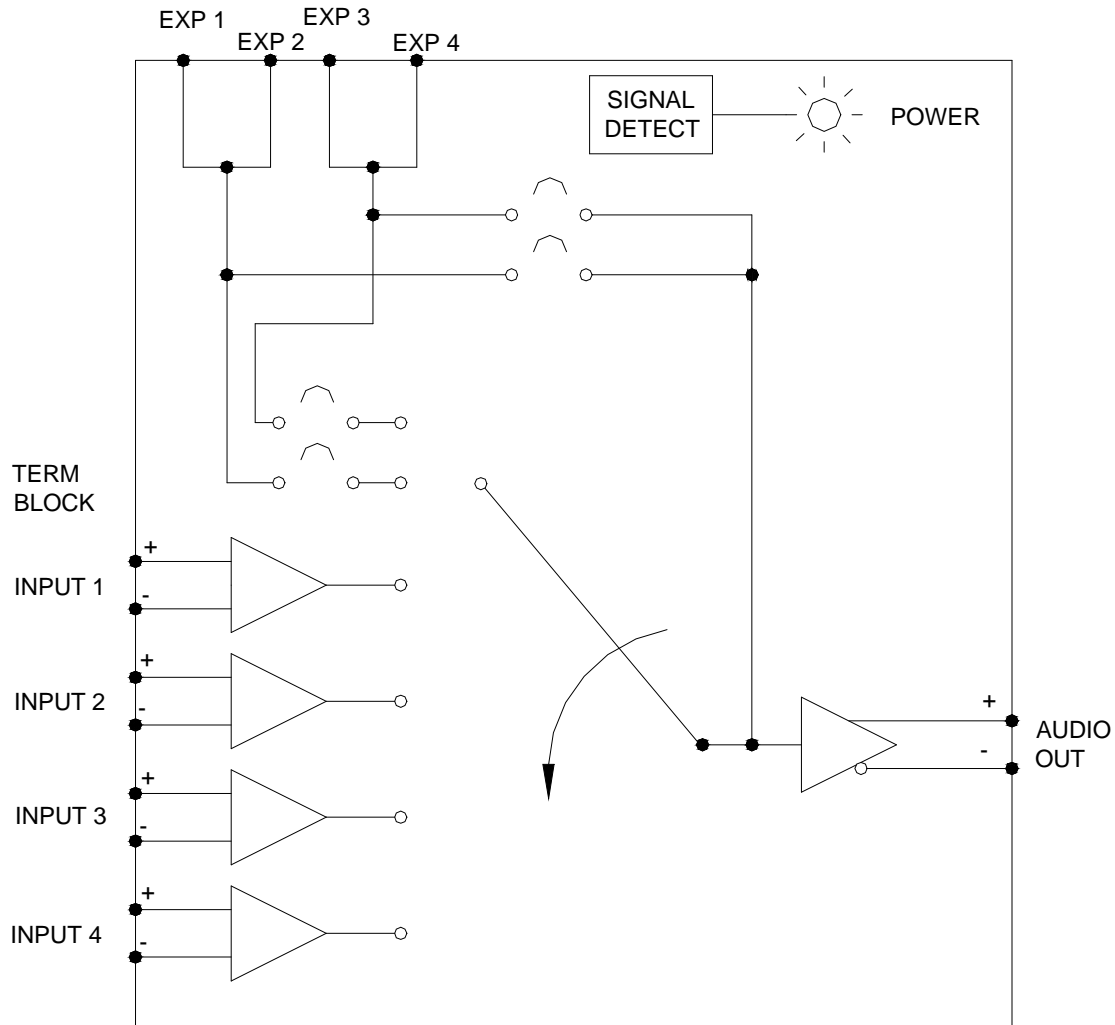 EXP 1
EXP 2
EXP 3
EXP 4
SIGNAL
DETECT
POWER
TERM
BLOCK
+
INPUT 1
-
+
INPUT 2
-
+
INPUT 3
-
+
INPUT 4
-
+
-
AUDIO
OUT